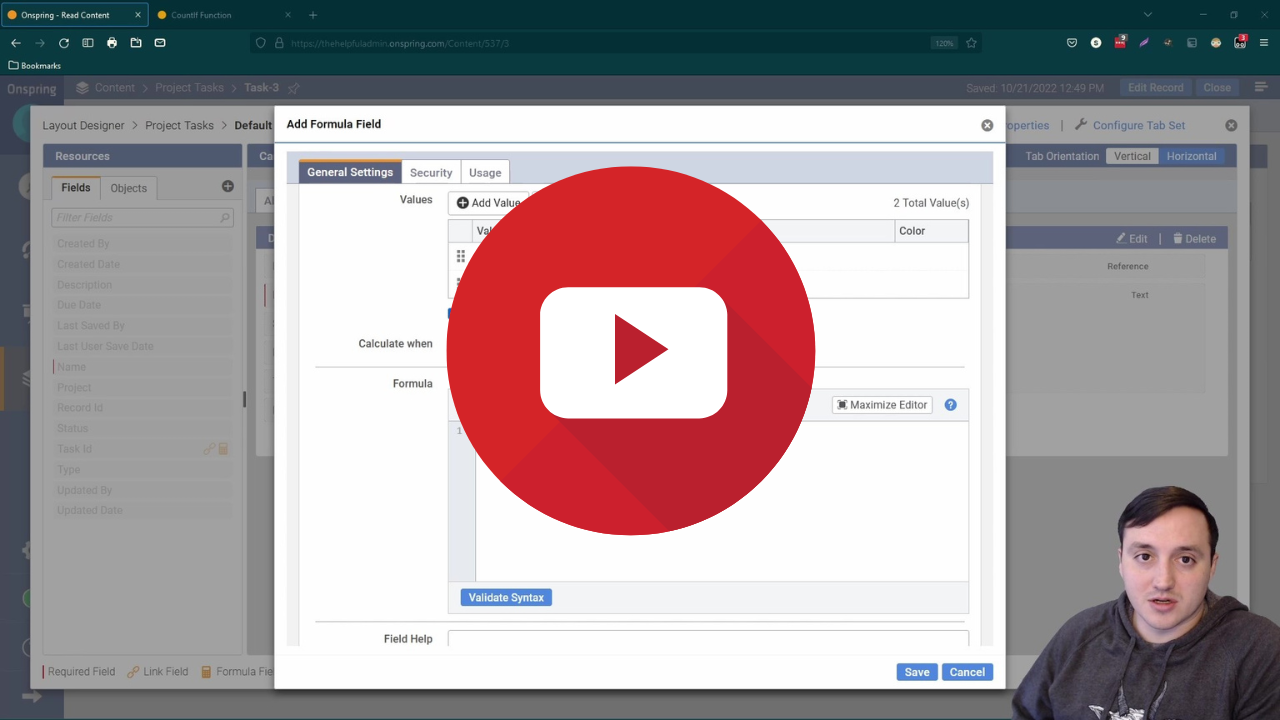 Onspring - Read Content
CountIf Function
https://thehelpfuladmin.onspring.com/Content/537/3
120%
9
3
Bookmarks
Onspring
Content > Project Tasks > Task-3
Saved: 10/21/2022 12:49 PM
Edit Record
Close
Layout Designer > Project Tasks > Default
operties | Configure Tab Set
Add Formula Field
Resources
Ca
Tab Orientation
Vertical
Horizontal
General Settings
Security
Usage
Fields
Objects
Al
Values
Add Value
2 Total Value(s)
Filter Fields
Val
Color
D
Edit | Delete
Created By
Created Date
Description
Due Date
Last Saved By
Last User Save Date
Name
Project
Record Id
Status
Task Id
Type
Updated By
Updated Date
Reference
Text
Calculate when
Formula
Maximize Editor
?
1
Validate Syntax
Field Help
Required Field
Link Field
Formula Fie
Save
Cancel